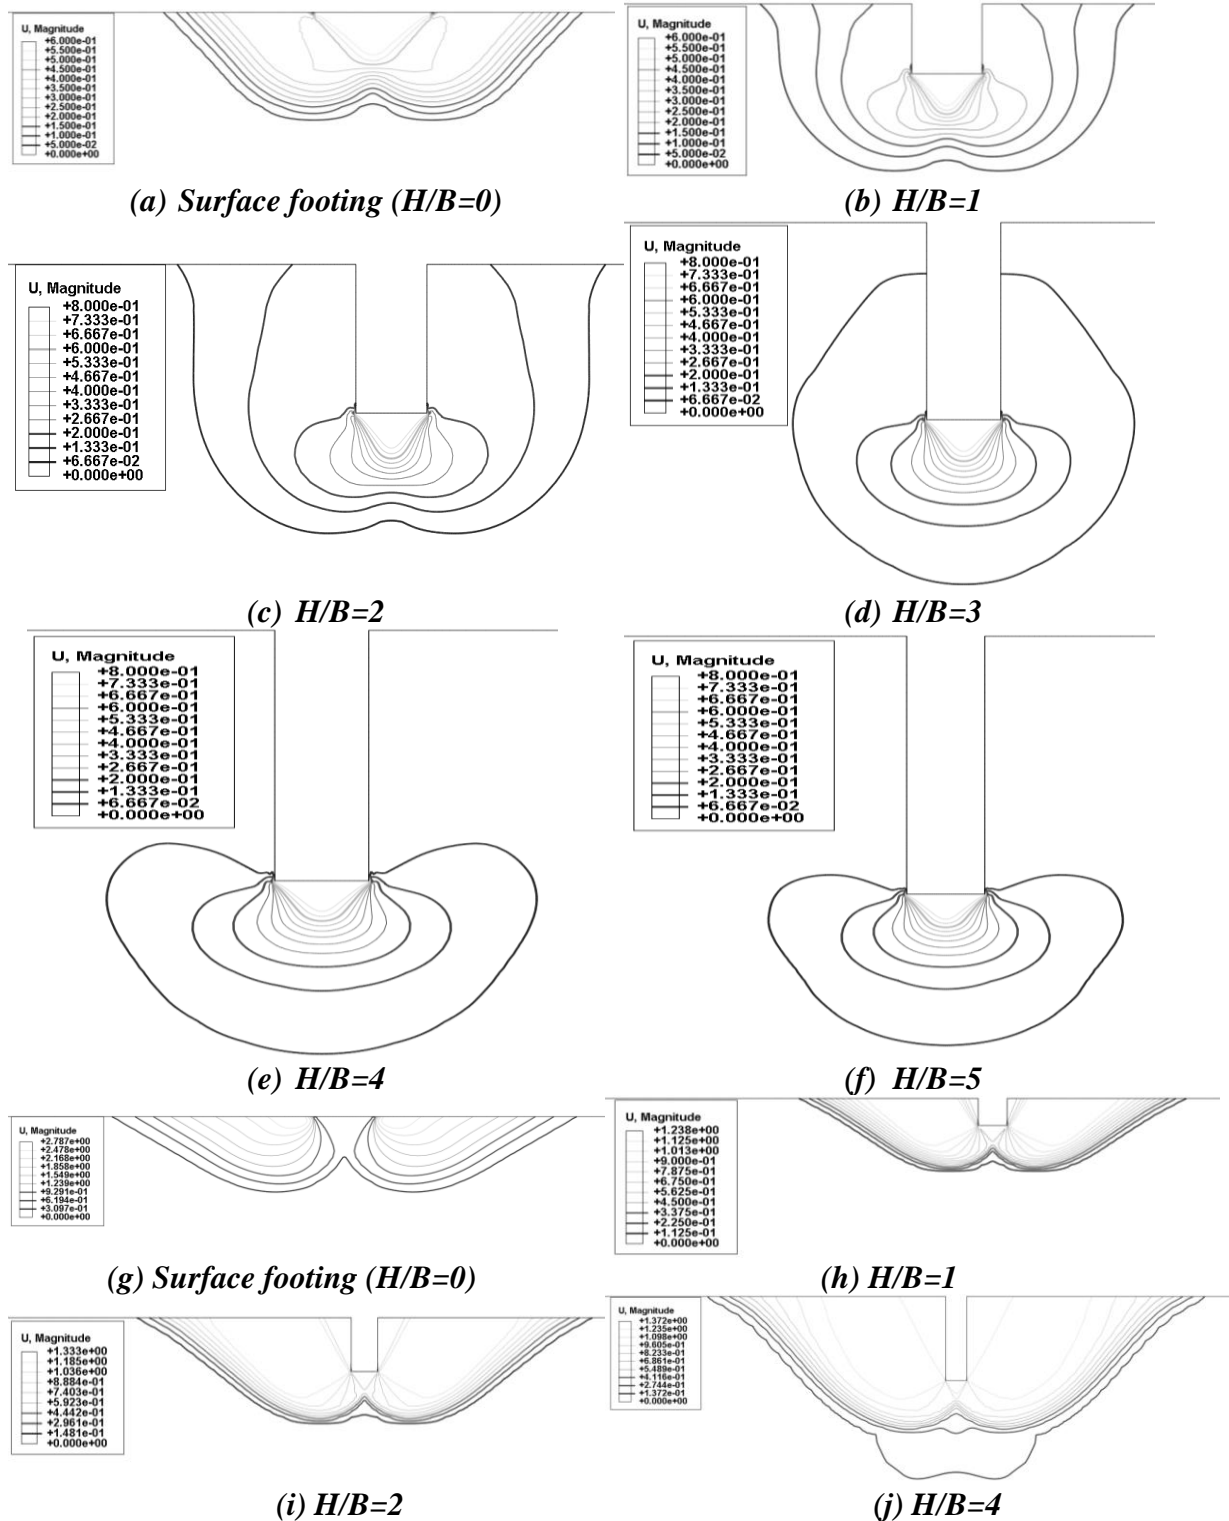 U, Magnitude
+6.000e-01
+5.500e-01
+5.000e-01
+4.500e-01
+4.000e-01
+3.500e-01
+3.000e-01
+2.500e-01
+2.000e-01
+1.500e-01
+1.000e-01
+5.000e-02
+0.000e+00
(a) Surface footing (H/B=0)
U, Magnitude
+6.000e-01
+5.500e-01
+5.000e-01
+4.500e-01
+4.000e-01
+3.500e-01
+3.000e-01
+2.500e-01
+2.000e-01
+1.500e-01
+1.000e-01
+5.000e-02
+0.000e+00
(b) H/B=1
U, Magnitude
+8.000e-01
+7.333e-01
+6.667e-01
+6.000e-01
+5.333e-01
+4.667e-01
+4.000e-01
+3.333e-01
+2.667e-01
+2.000e-01
+1.333e-01
+6.667e-02
+0.000e+00
(c) H/B=2
U, Magnitude
+8.000e-01
+7.333e-01
+6.667e-01
+6.000e-01
+5.333e-01
+4.667e-01
+4.000e-01
+3.333e-01
+2.667e-01
+2.000e-01
+1.333e-01
+6.667e-02
+0.000e+00
(d) H/B=3
U, Magnitude
+8.000e-01
+7.333e-01
+6.667e-01
+6.000e-01
+5.333e-01
+4.667e-01
+4.000e-01
+3.333e-01
+2.667e-01
+2.000e-01
+1.333e-01
+6.667e-02
+0.000e+00
(e) H/B=4
U, Magnitude
+8.000e-01
+7.333e-01
+6.667e-01
+6.000e-01
+5.333e-01
+4.667e-01
+4.000e-01
+3.333e-01
+2.667e-01
+2.000e-01
+1.333e-01
+6.667e-02
+0.000e+00
(f) H/B=5
U, Magnitude
+2.787e+00
+2.478e+00
+2.168e+00
+1.858e+00
+1.549e+00
+1.239e+00
+9.291e-01
+6.194e-01
+3.097e-01
+0.000e+00
(g) Surface footing (H/B=0)
U, Magnitude
+1.238e+00
+1.125e+00
+1.013e+00
+9.000e-01
+7.875e-01
+6.750e-01
+5.625e-01
+4.500e-01
+3.375e-01
+2.250e-01
+1.125e-01
+0.000e+00
(h) H/B=1
U, Magnitude
+1.333e+00
+1.185e+00
+1.036e+00
+8.884e-01
+7.403e-01
+5.923e-01
+4.442e-01
+2.961e-01
+1.481e-01
+0.000e+00
(i) H/B=2
U, Magnitude
+1.372e+00
+1.235e+00
+1.098e+00
+9.605e-01
+8.233e-01
+6.861e-01
+5.489e-01
+4.116e-01
+2.744e-01
+1.372e-01
+0.000e+00
(j) H/B=4